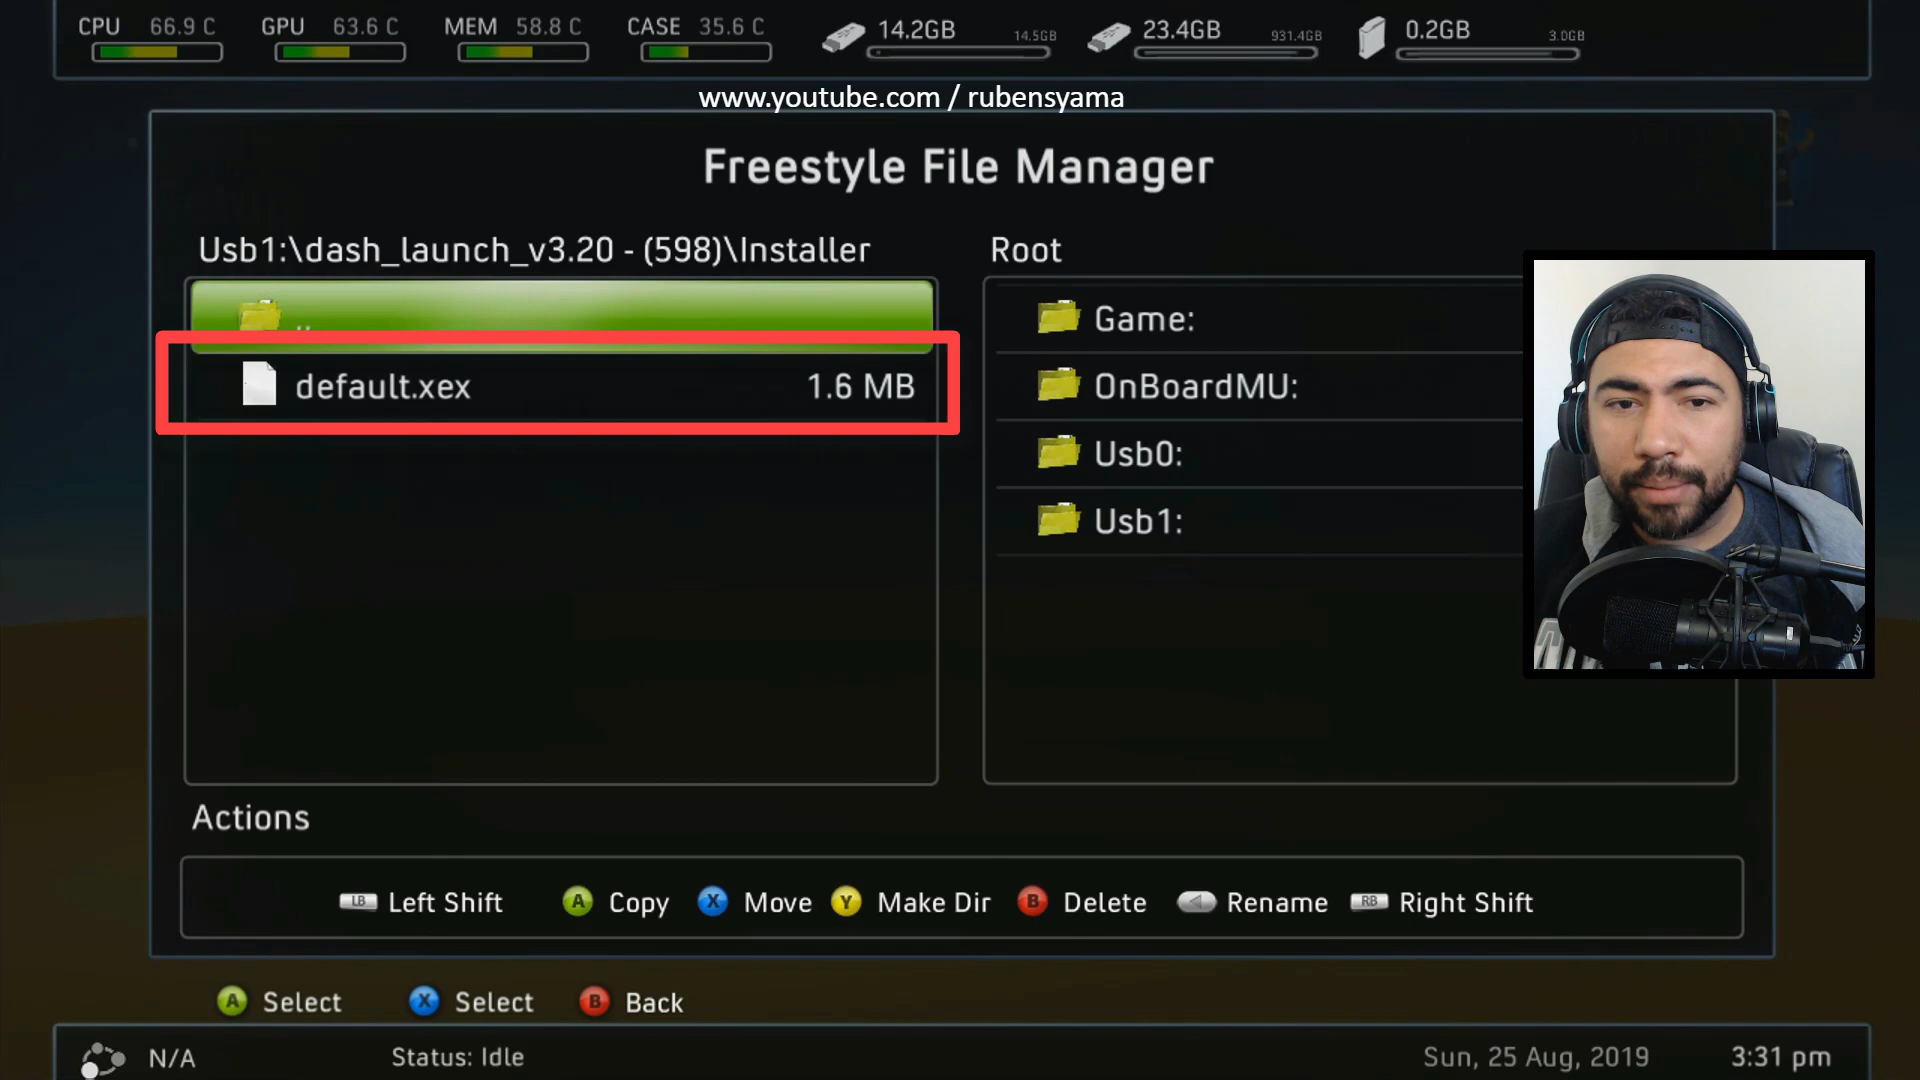 CPU 66.9 C GPU 63.6 C MEM 58.8 C CASE 35.6 C 14.2GB 14.5GB 23.4GB 931.4GB 0.2GB 3.0GB
www.youtube.com / rubensyama
Freestyle File Manager
Usb1:\dash_launch_v3.20 - (598)\Installer
..
default.xex 1.6 MB
Root
Game:
OnBoardMU:
Usb0:
Usb1:
Actions
LB Left Shift A Copy X Move Y Make Dir B Delete Rename RB Right Shift
A Select X Select B Back
N/A Status: Idle Sun, 25 Aug, 2019 3:31 pm